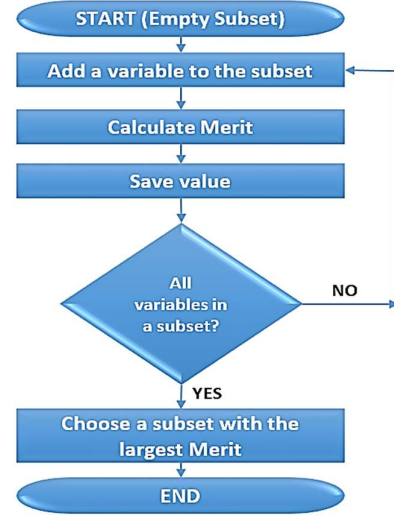 START (Empty Subset)
Add a variable to the subset
Calculate Merit
Save value
All
variables in
a subset?
NO
YES
Choose a subset with the
largest Merit
END